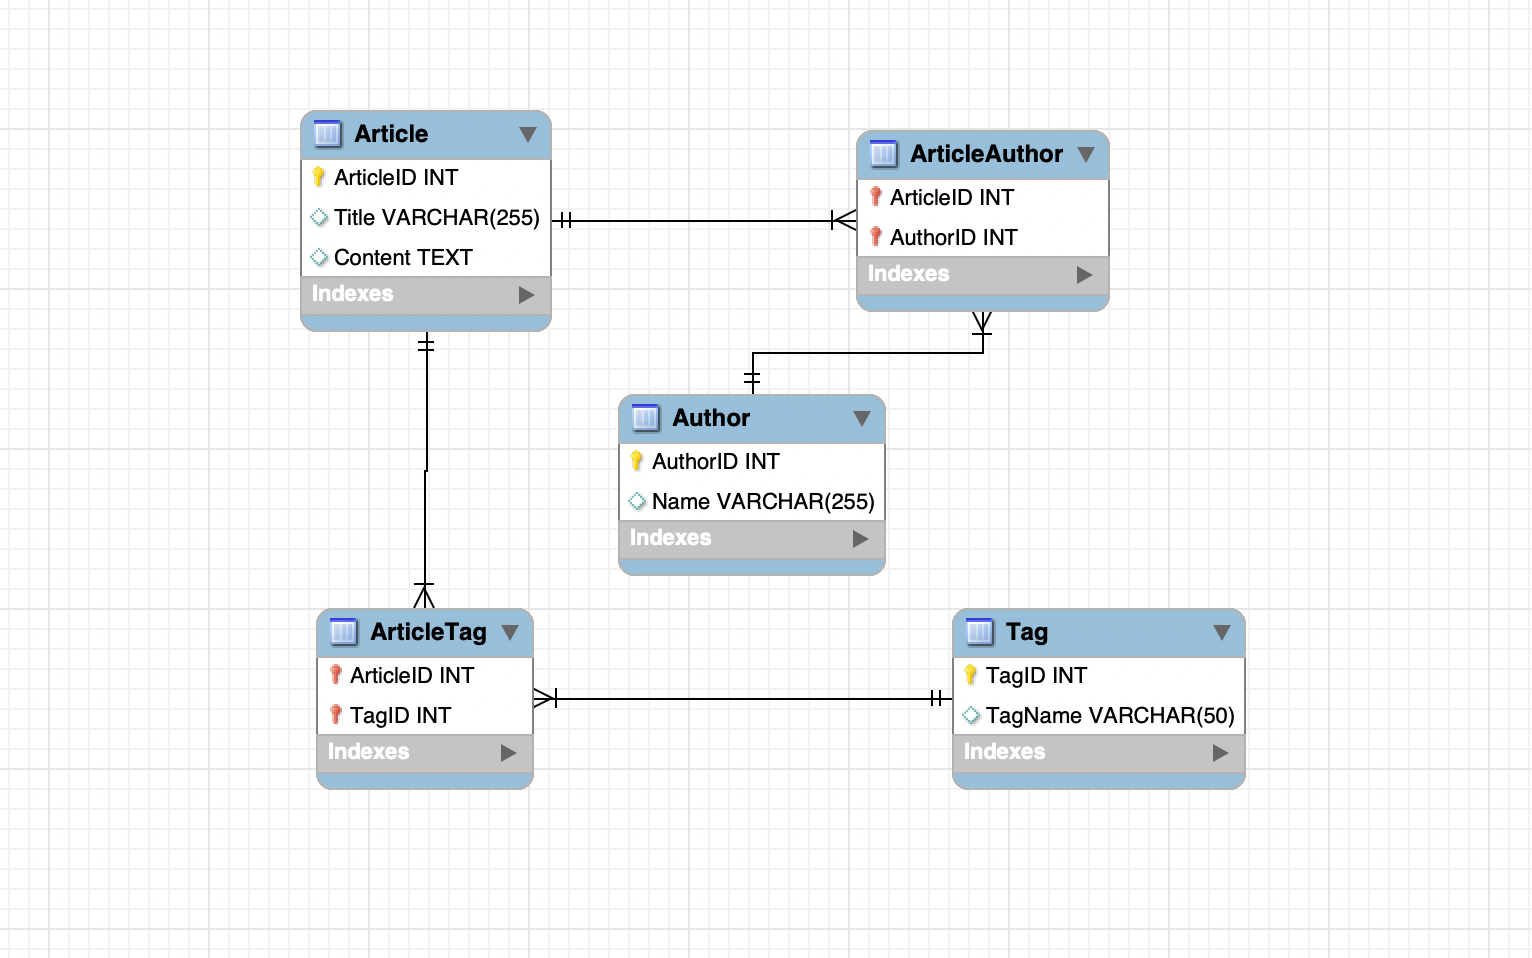 Article
ArticleID INT
Title VARCHAR(255)
Content TEXT
Indexes
ArticleAuthor
ArticleID INT
AuthorID INT
Indexes
Author
AuthorID INT
Name VARCHAR(255)
Indexes
ArticleTag
ArticleID INT
TagID INT
Indexes
Tag
TagID INT
TagName VARCHAR(50)
Indexes